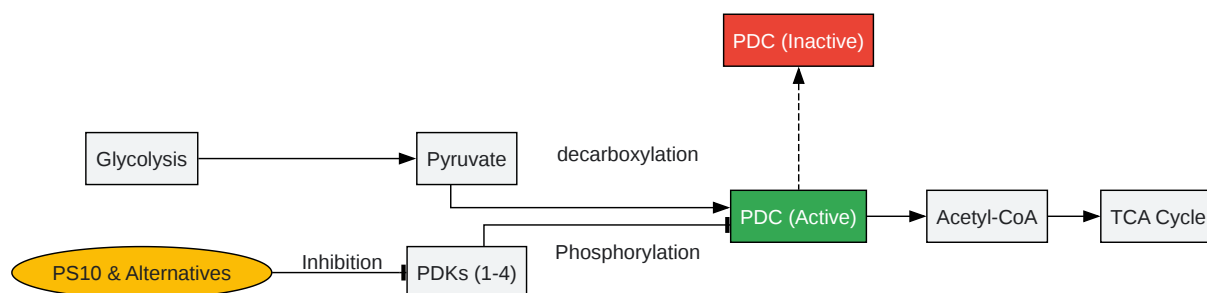 PDC (Inactive)
Glycolysis
Pyruvate
decarboxylation
PDC (Active)
Acetyl-CoA
TCA Cycle
PS10 & Alternatives
Inhibition
PDKs (1-4)
Phosphorylation